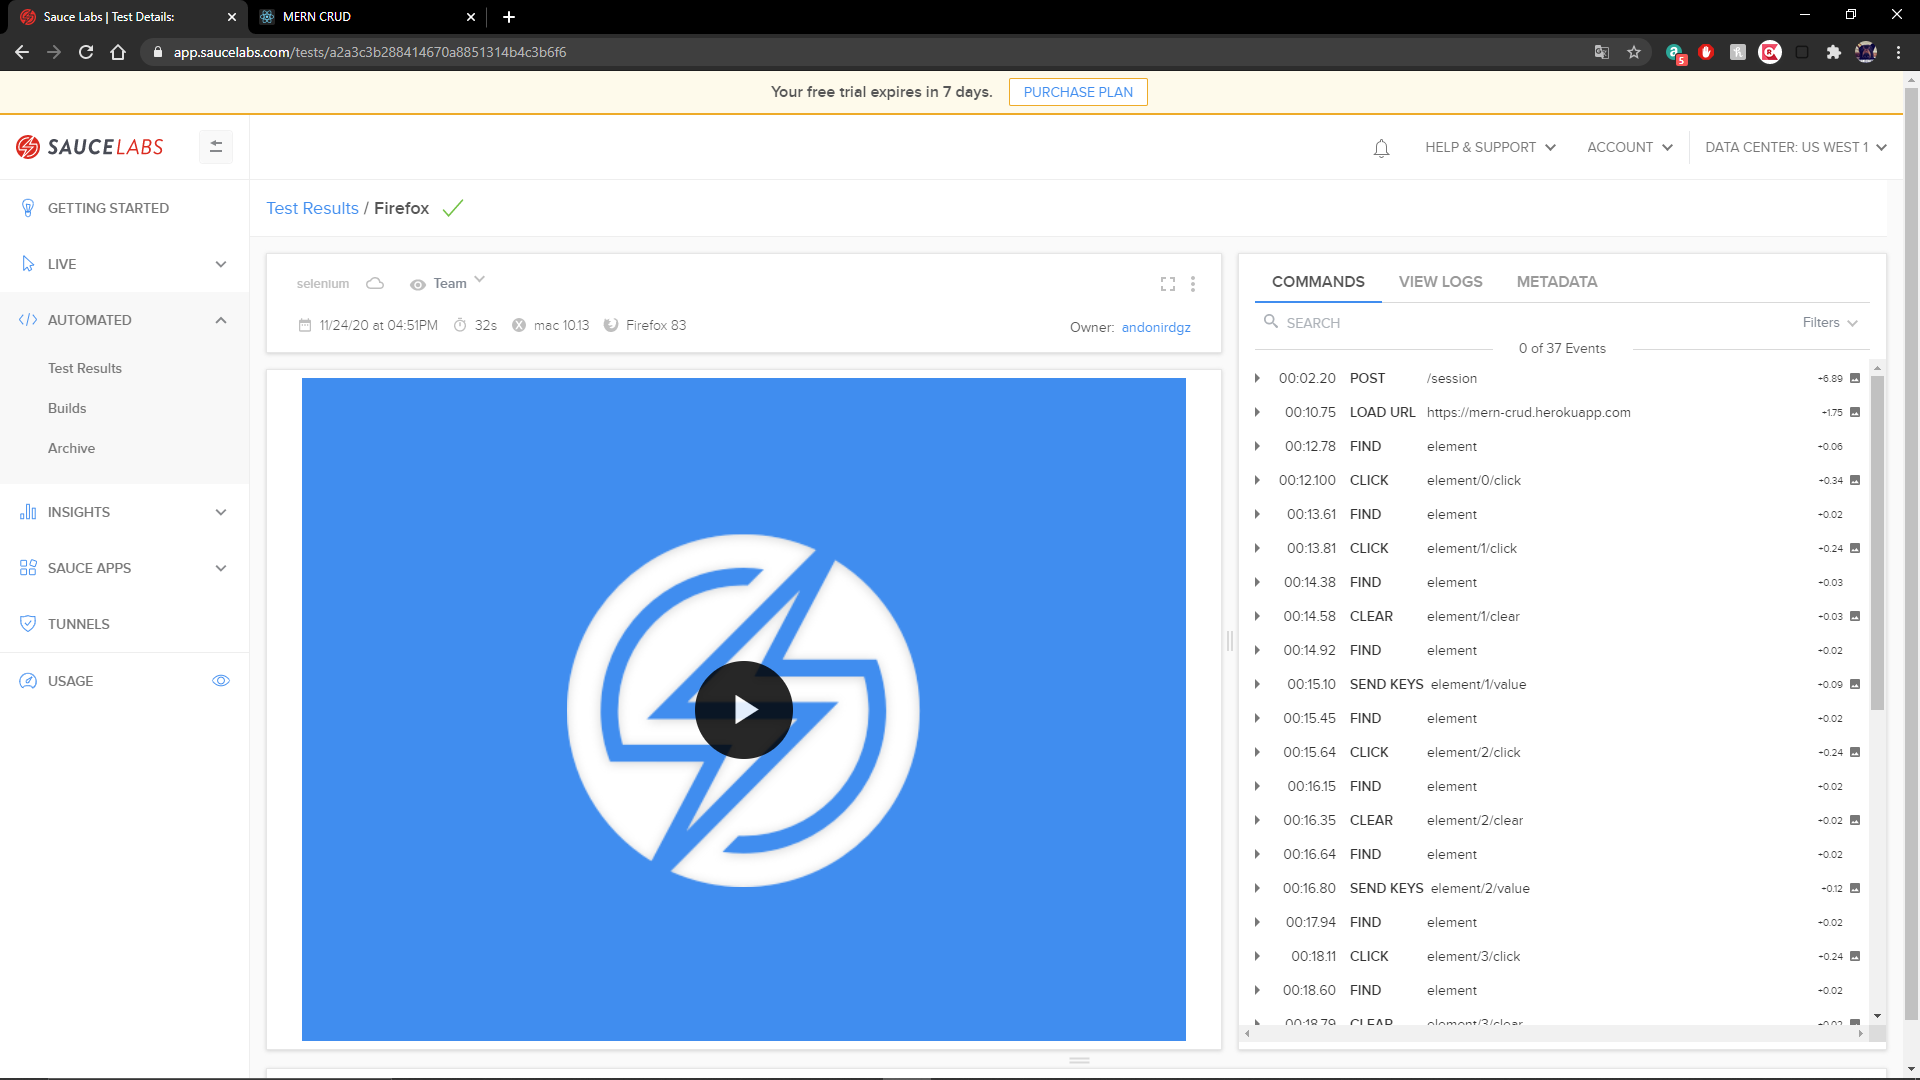 Sauce Labs | Test Details:
MERN CRUD
app.saucelabs.com/tests/a2a3c3b288414670a8851314b4c3b6f6
5
Your free trial expires in 7 days.
PURCHASE PLAN
SAUCELABS
HELP & SUPPORT
ACCOUNT
DATA CENTER: US WEST 1
GETTING STARTED
LIVE
AUTOMATED
Test Results
Builds
Archive
INSIGHTS
SAUCE APPS
TUNNELS
USAGE
Test Results / Firefox
selenium
Team
11/24/20 at 04:51PM
32s
mac 10.13
Firefox 83
Owner: andonirdgz
COMMANDS
VIEW LOGS
METADATA
SEARCH
Filters
0 of 37 Events
00:02.20 POST /session +6.89
00:10.75 LOAD URL https://mern-crud.herokuapp.com +1.75
00:12.78 FIND element +0.06
00:12.100 CLICK element/0/click +0.34
00:13.61 FIND element +0.02
00:13.81 CLICK element/1/click +0.24
00:14.38 FIND element +0.03
00:14.58 CLEAR element/1/clear +0.03
00:14.92 FIND element +0.02
00:15.10 SEND KEYS element/1/value +0.09
00:15.45 FIND element +0.02
00:15.64 CLICK element/2/click +0.24
00:16.15 FIND element +0.02
00:16.35 CLEAR element/2/clear +0.02
00:16.64 FIND element +0.02
00:16.80 SEND KEYS element/2/value +0.12
00:17.94 FIND element +0.02
00:18.11 CLICK element/3/click +0.24
00:18.60 FIND element +0.02
00:18.79 CLEAR element/3/clear +0.02